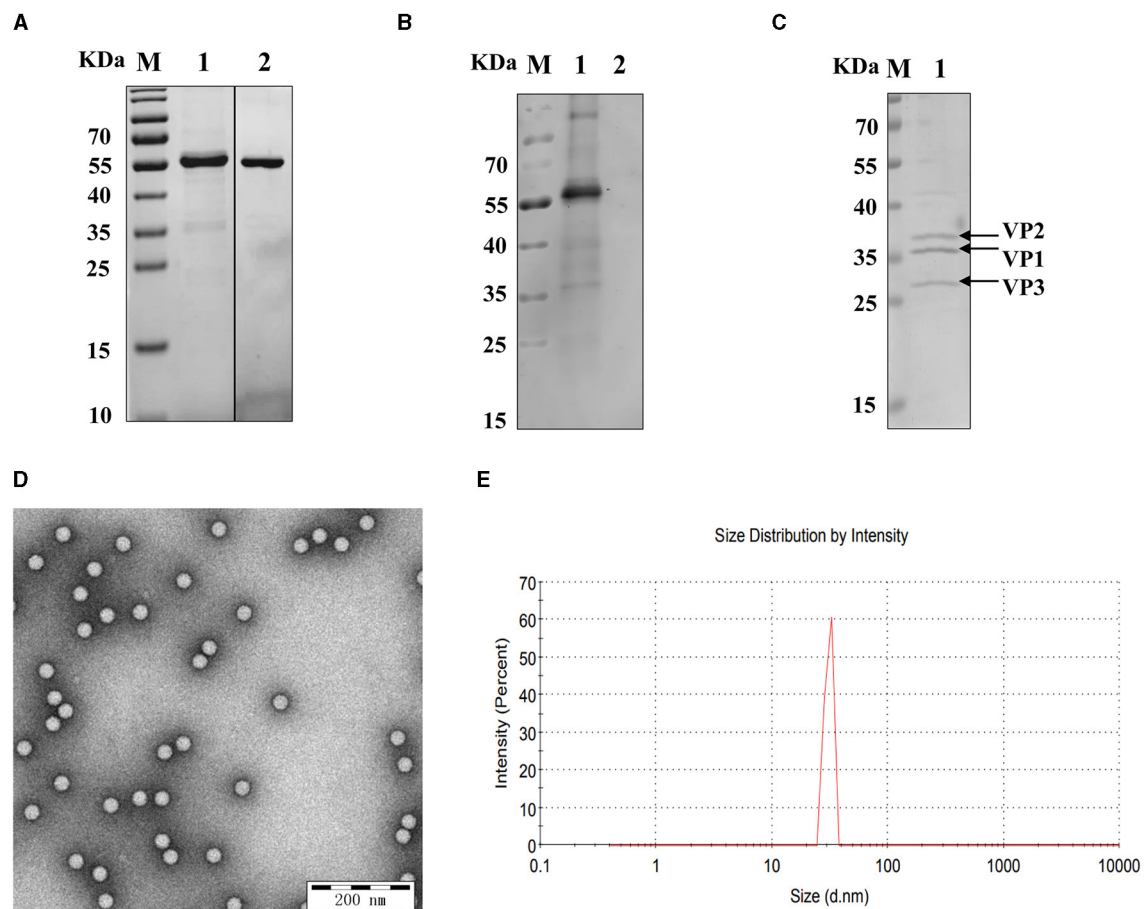 A
KDa M 1 2
70
55
40
35
25
15
10
B
KDa M 1 2
70
55
40
35
25
15
C
KDa M 1
70
55
40
35
25
15
VP2
VP1
VP3
D
200 nm
E
Size Distribution by Intensity
Intensity (Percent)
70
60
50
40
30
20
10
0
0.1 1 10 100 1000 10000
Size (d.nm)